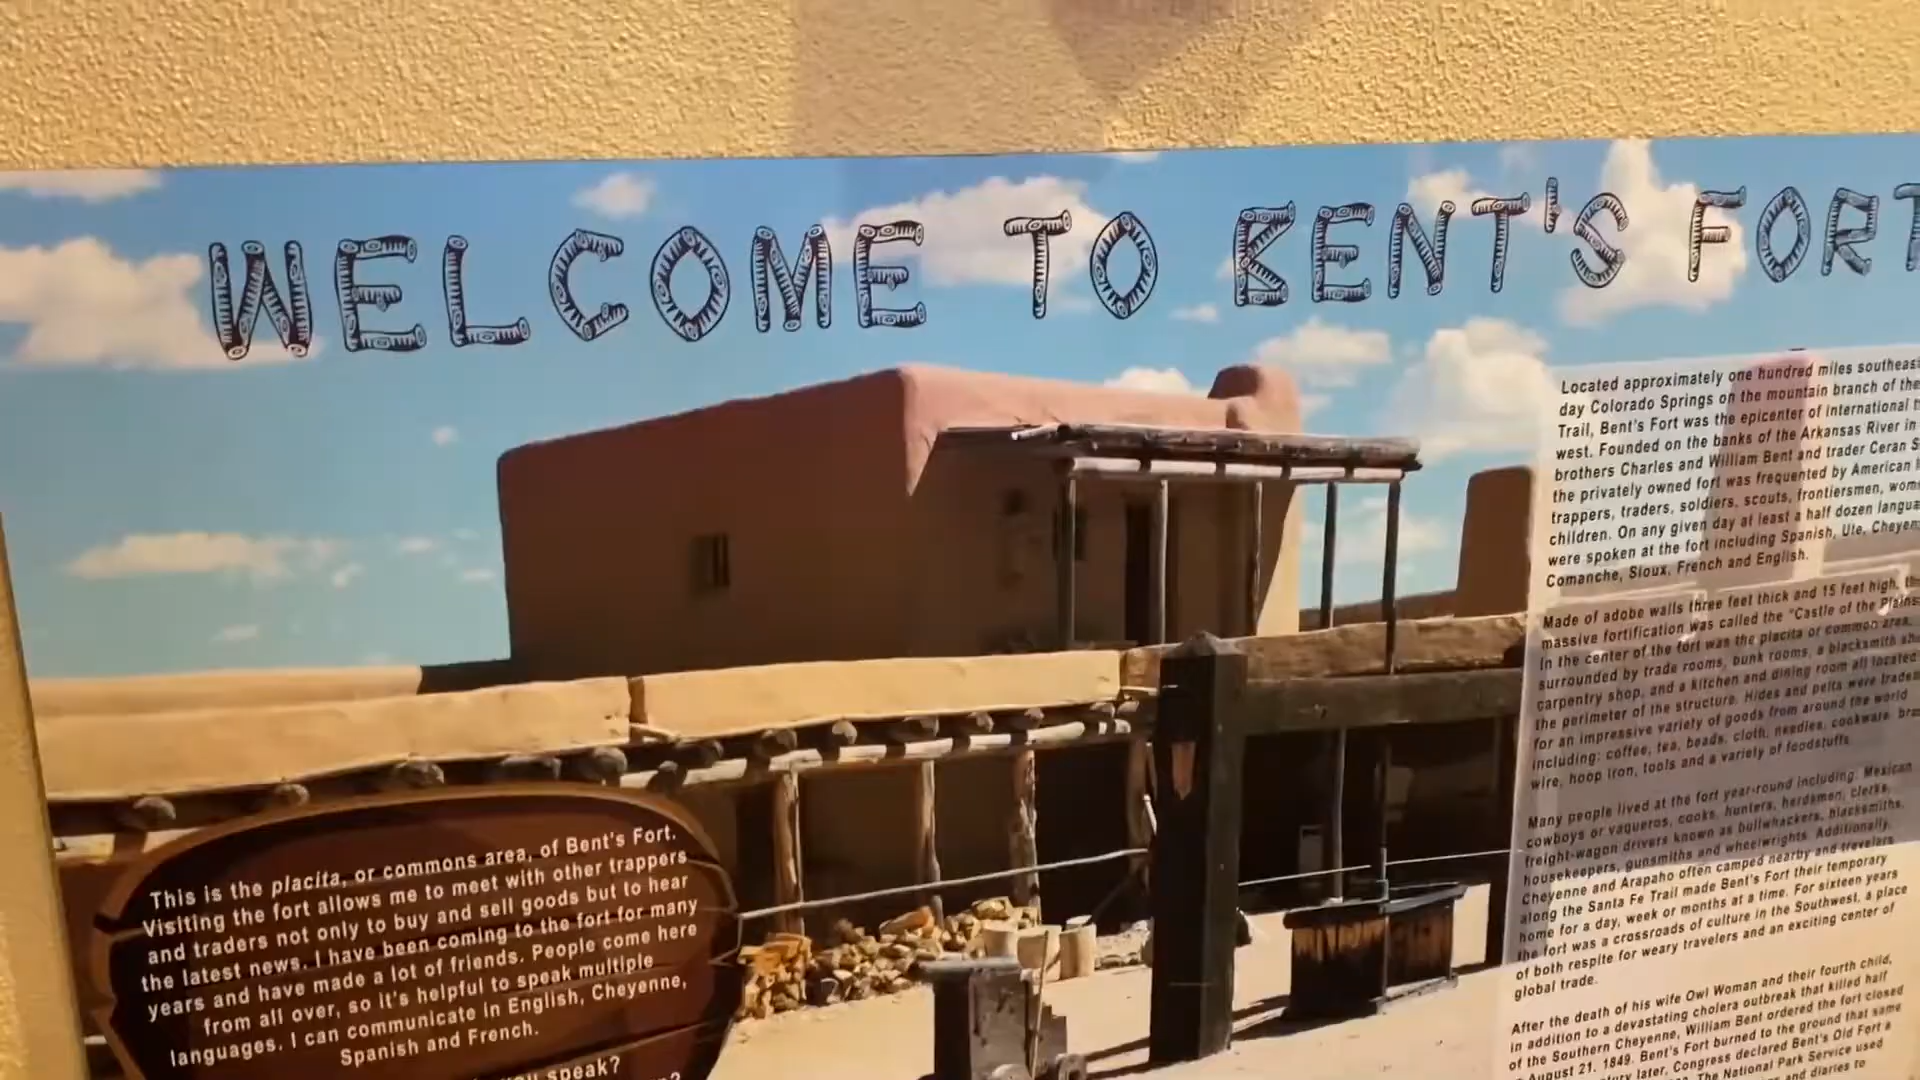 WELCOME TO BENT'S FORT
Located approximately one hundred miles southeast
day Colorado Springs on the mountain branch of the
Trail, Bent's Fort was the epicenter of international
west. Founded on the banks of the Arkansas River in
brothers Charles and William Bent and trader Ceran
the privately owned fort was frequented by American
trappers, traders, soldiers, scouts, frontiersmen,
children. On any given day at least a half dozen
were spoken at the fort including Spanish, Ute,
Comanche, Sioux, French and English.
Made of adobe walls three feet thick and 15 feet high,
massive fortification was called the "Castle of the Plains
In the center of the fort was the placita or common area,
surrounded by trade rooms, bunk rooms, a blacksmith
carpentry shop, and a kitchen and dining room all located
the perimeter of the structure. Hides and pelts were traded
for an impressive variety of goods from around the world
including: coffee, tea, beads, cloth, needles, cookware,
wire, hoop iron, tools and a variety of foodstuffs.
Many people lived at the fort year-round including: Mexican
cowboys or vaqueros, cooks, hunters, herdsmen, clerks,
freight-wagon drivers known as bullwhackers, blacksmiths,
housekeepers, gunsmiths and wheelwrights. Additionally,
Cheyenne and Arapaho often camped nearby and travelers
along the Santa Fe Trail made Bent's Fort their temporary
home for a day, week or months at a time. For sixteen years
the fort was a crossroads of culture in the Southwest, a place
of both respite for weary travelers and an exciting center of
global trade.
After the death of his wife Owl Woman and their fourth child,
in addition to a devastating cholera outbreak that killed half
of the Southern Cheyenne, William Bent ordered the fort closed
August 21, 1849. Bent's Fort burned to the ground that same
later, Congress declared Bent's Old Fort a
The National Park Service used
and diaries to
This is the placita, or commons area, of Bent's Fort.
Visiting the fort allows me to meet with other trappers
and traders not only to buy and sell goods but to hear
the latest news. I have been coming to the fort for many
years and have made a lot of friends. People come here
from all over, so it's helpful to speak multiple
languages. I can communicate in English, Cheyenne,
Spanish and French.
you speak?